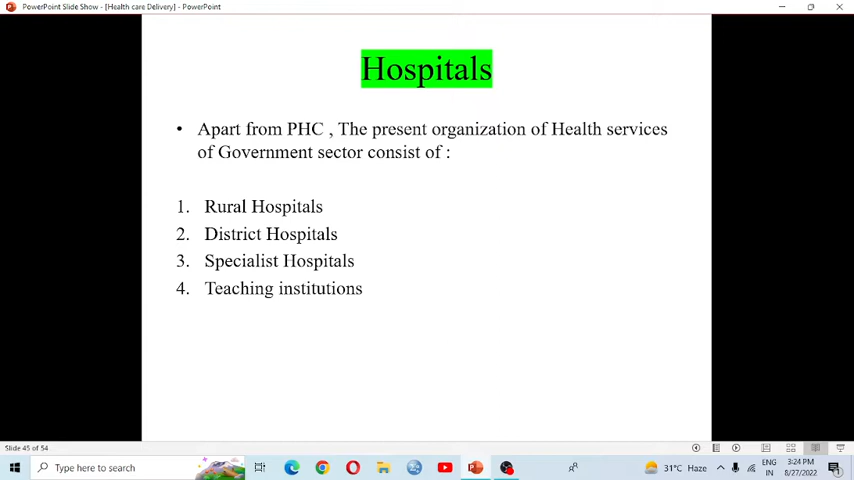 PowerPoint Slide Show - [Health care Delivery] - PowerPoint
Hospitals
• Apart from PHC , The present organization of Health services
of Government sector consist of :
1. Rural Hospitals
2. District Hospitals
3. Specialist Hospitals
4. Teaching institutions
Slide 45 of 54
Type here to search
31°C Haze
ENG
IN
3:24 PM
8/27/2022